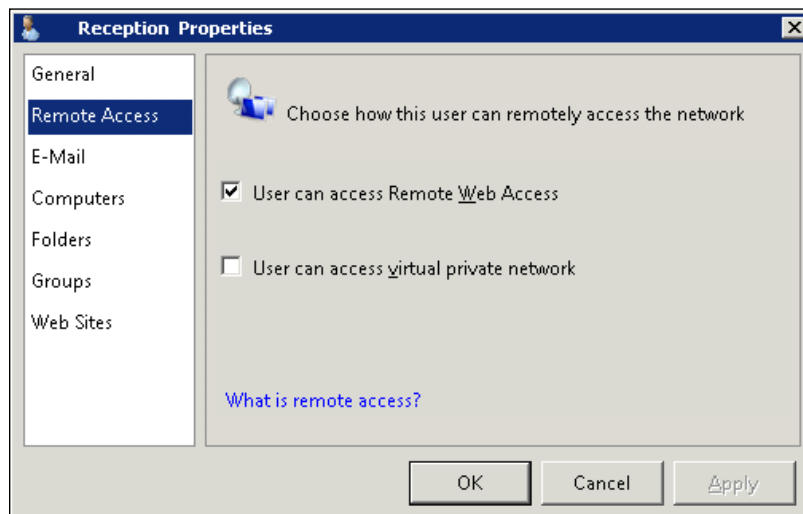 Reception Properties
General
Remote Access
E-Mail
Computers
Folders
Groups
Web Sites
Choose how this user can remotely access the network
User can access Remote Web Access
User can access virtual private network
What is remote access?
OK
Cancel
Apply